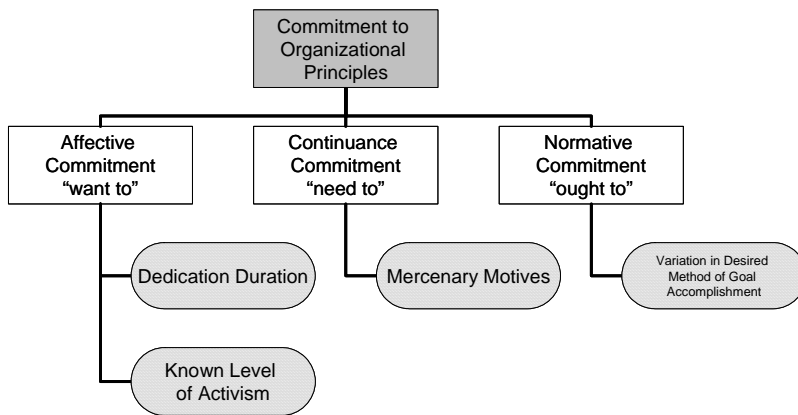 Commitment to
Organizational
Principles
Affective
Commitment
“want to”
Continuance
Commitment
“need to”
Normative
Commitment
“ought to”
Dedication Duration
Mercenary Motives
Variation in Desired
Method of Goal
Accomplishment
Known Level
of Activism